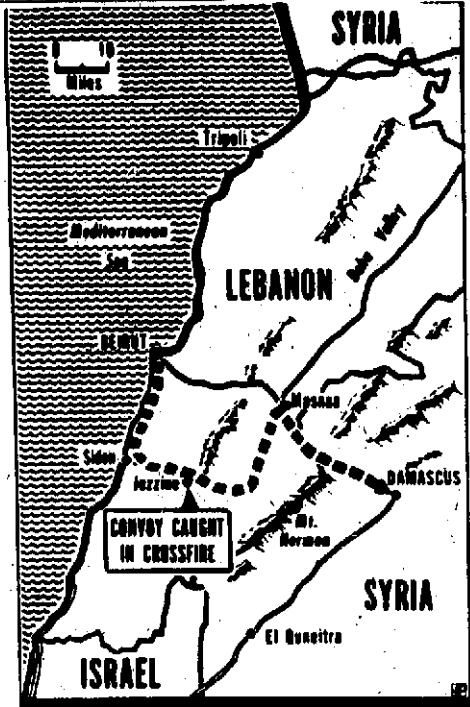 SYRIA
0 10
Miles
Tripoli
Mediterranean
Sea
Beka Valley
LEBANON
BEIRUT
Masnaa
Sidon
Jezzine
DAMASCUS
CONVOY CAUGHT
IN CROSSFIRE
Mt.
Hermon
SYRIA
El Quneitra
ISRAEL